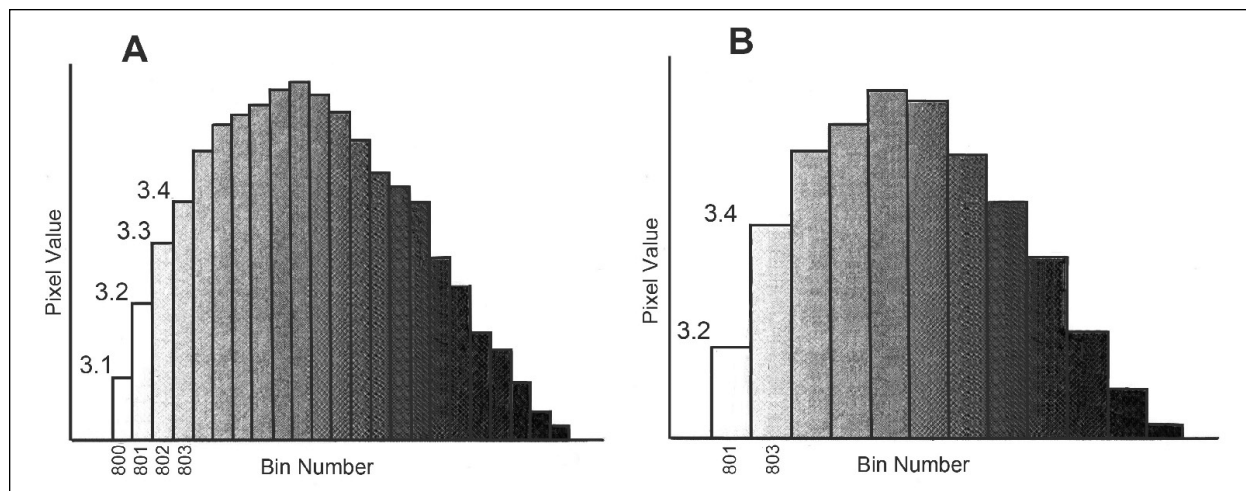 A
3.4
3.3
3.2
3.1
Pixel Value
800
801
802
803
Bin Number
B
3.4
3.2
Pixel Value
801
803
Bin Number